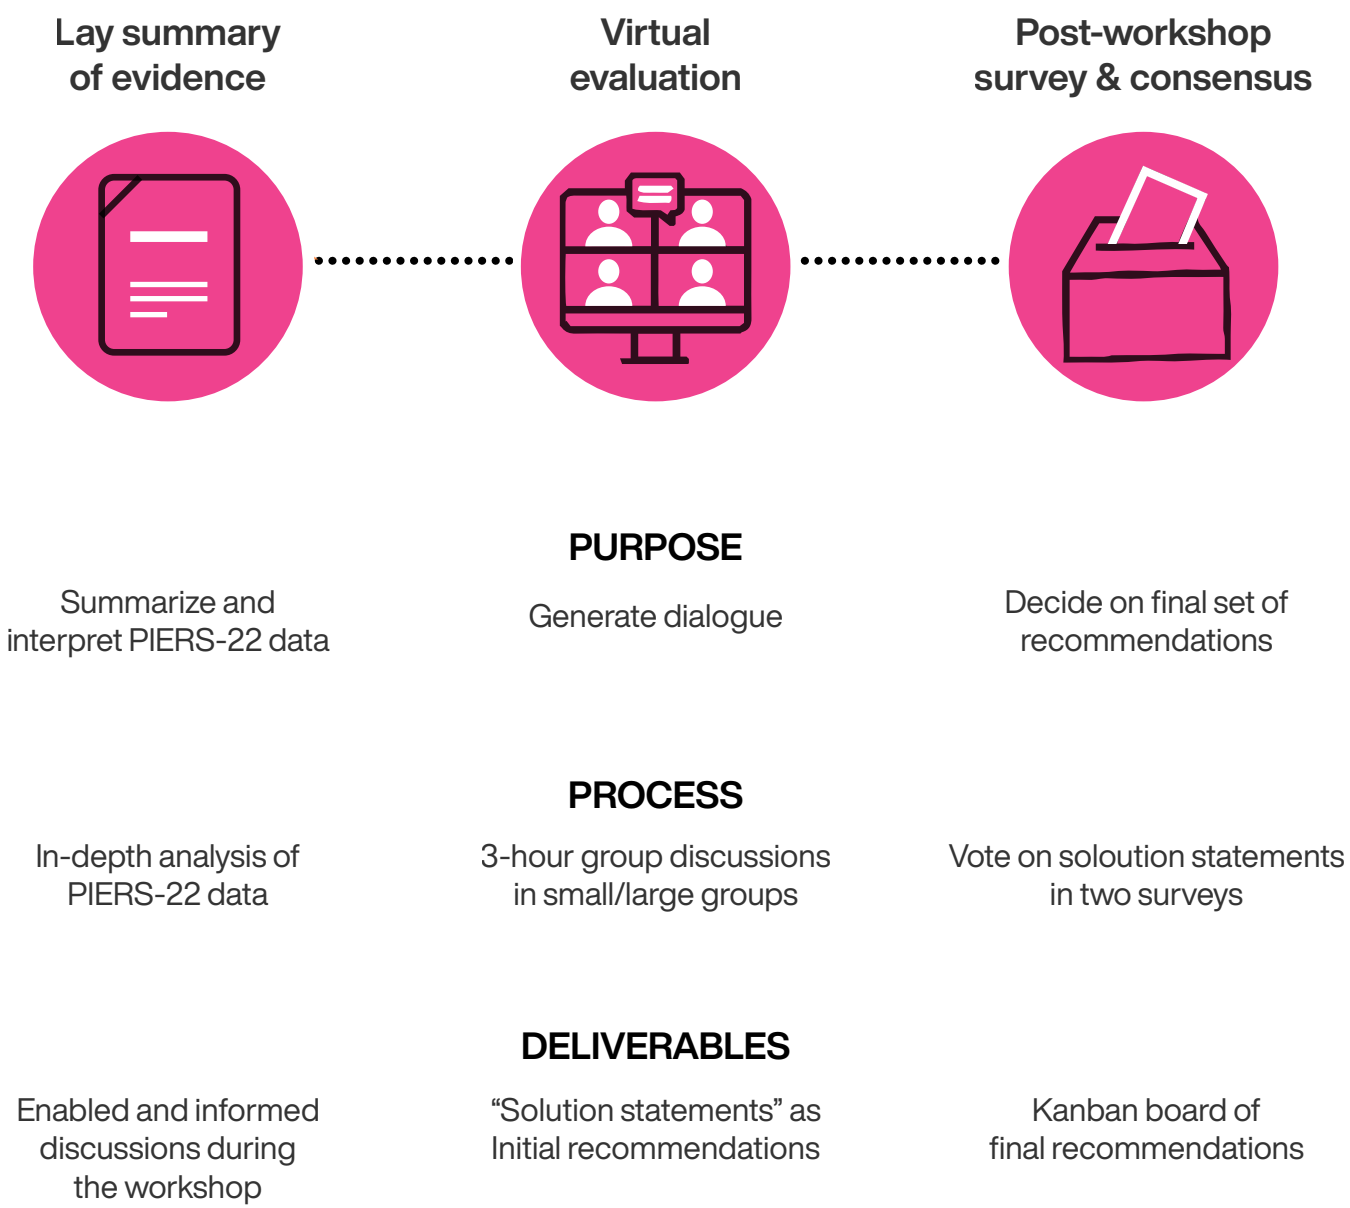 Lay summary
of evidence
Virtual
evaluation
Post-workshop
survey & consensus
PURPOSE
Summarize and
interpret PIERS-22 data
Generate dialogue
Decide on final set of
recommendations
PROCESS
In-depth analysis of
PIERS-22 data
3-hour group discussions
in small/large groups
Vote on soloution statements
in two surveys
DELIVERABLES
Enabled and informed
discussions during
the workshop
“Solution statements” as
Initial recommendations
Kanban board of
final recommendations